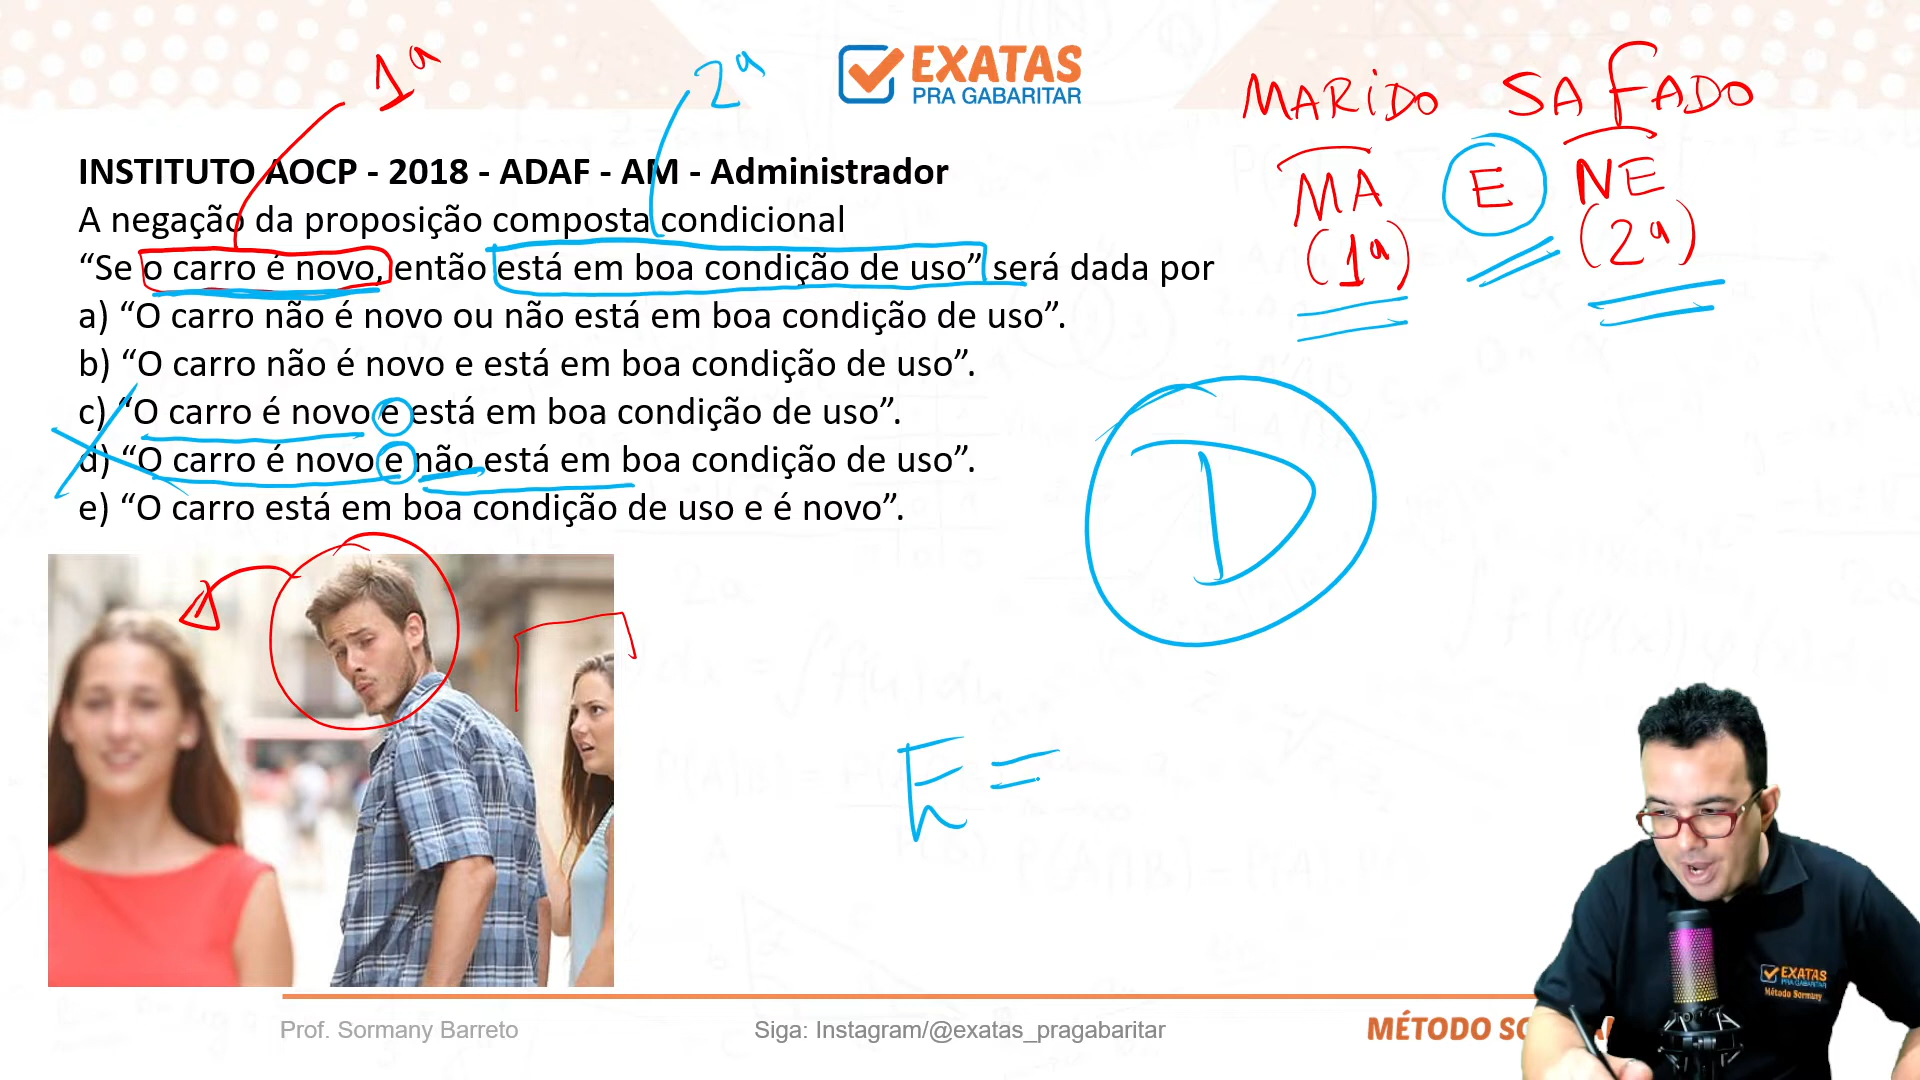 1ª
2ª
EXATAS
PRA GABARITAR
MARIDO SAFADO
MA E NE
(1ª) (2ª)
INSTITUTO AOCP - 2018 - ADAF - AM - Administrador
A negação da proposição composta condicional
“Se o carro é novo, então está em boa condição de uso” será dada por
a) “O carro não é novo ou não está em boa condição de uso”.
b) “O carro não é novo e está em boa condição de uso”.
c) “O carro é novo e está em boa condição de uso”.
d) “O carro é novo e não está em boa condição de uso”.
e) “O carro está em boa condição de uso e é novo”.
D
E =
EXATAS
PRA GABARITAR
Método Sormany
Prof. Sormany Barreto
Siga: Instagram/@exatas_pragabaritar
MÉTODO